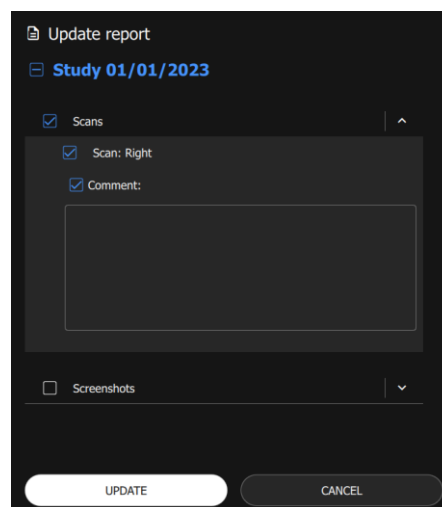 Update report
Study 01/01/2023
Scans
Scan: Right
Comment:
Screenshots
UPDATE CANCEL